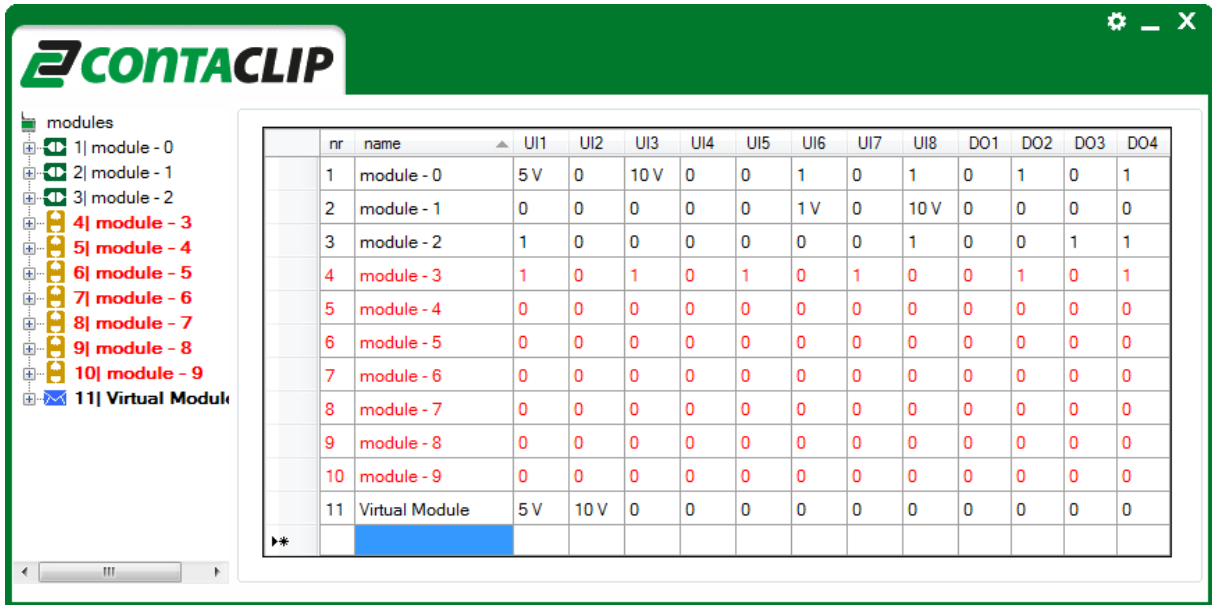 CONTACLIP
modules
1| module - 0
2| module - 1
3| module - 2
4| module - 3
5| module - 4
6| module - 5
7| module - 6
8| module - 7
9| module - 8
10| module - 9
11| Virtual Module
nr name UI1 UI2 UI3 UI4 UI5 UI6 UI7 UI8 DO1 DO2 DO3 DO4
1 module - 0 5 V 0 10 V 0 0 1 0 1 0 1 0 1
2 module - 1 0 0 0 0 0 1 V 0 10 V 0 0 0 0
3 module - 2 1 0 0 0 0 0 0 1 0 0 1 1
4 module - 3 1 0 1 0 1 0 1 0 0 1 0 1
5 module - 4 0 0 0 0 0 0 0 0 0 0 0 0
6 module - 5 0 0 0 0 0 0 0 0 0 0 0 0
7 module - 6 0 0 0 0 0 0 0 0 0 0 0 0
8 module - 7 0 0 0 0 0 0 0 0 0 0 0 0
9 module - 8 0 0 0 0 0 0 0 0 0 0 0 0
10 module - 9 0 0 0 0 0 0 0 0 0 0 0 0
11 Virtual Module 5 V 10 V 0 0 0 0 0 0 0 0 0 0